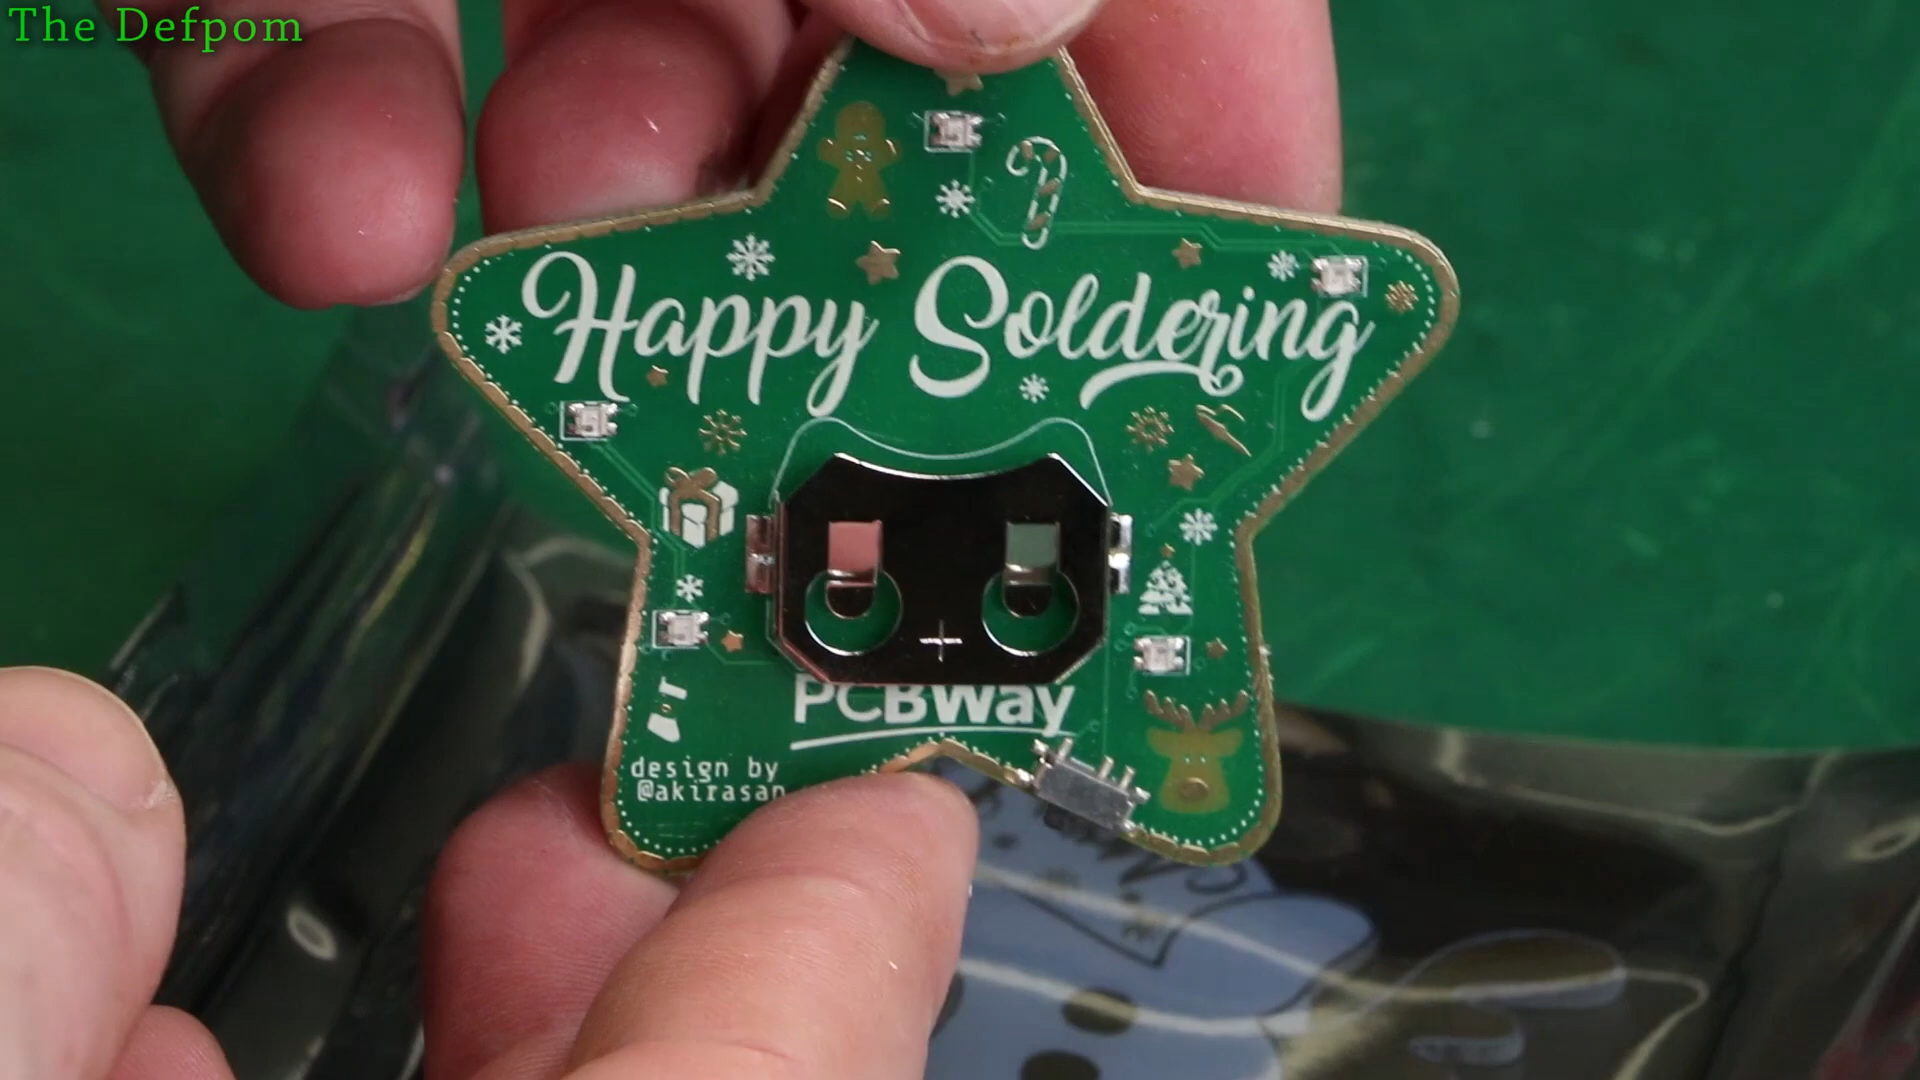 The Defpom
Happy Soldering
+
PCBWay
design by
@akirasan